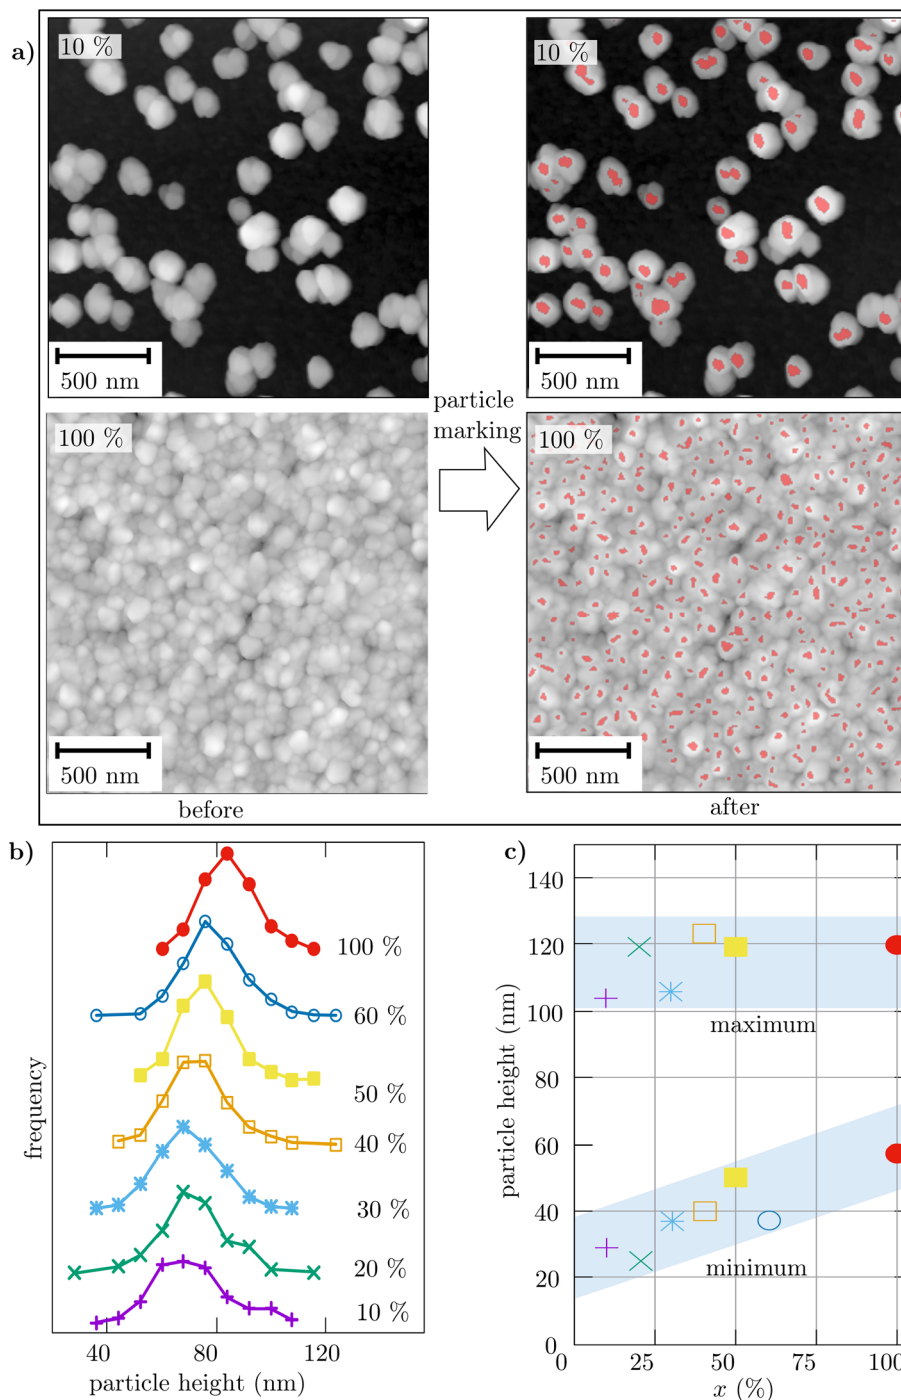 a)
10 %
10 %
500 nm
500 nm
particle
marking
100 %
100 %
500 nm
500 nm
before
after
b)
frequency
100 %
60 %
50 %
40 %
30 %
20 %
10 %
40
80
120
particle height (nm)
c)
particle height (nm)
140
120
100
80
60
40
20
0
maximum
minimum
0
25
50
75
100
x (%)